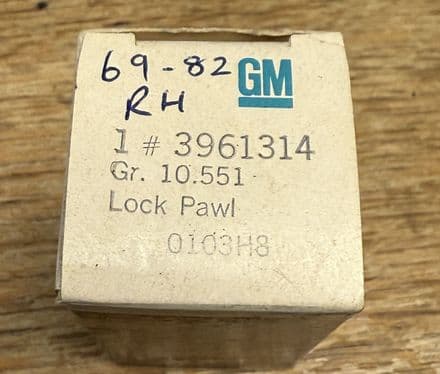 69-82 GM
RH
1 # 3961314
Gr. 10.551
Lock Pawl
0103H8